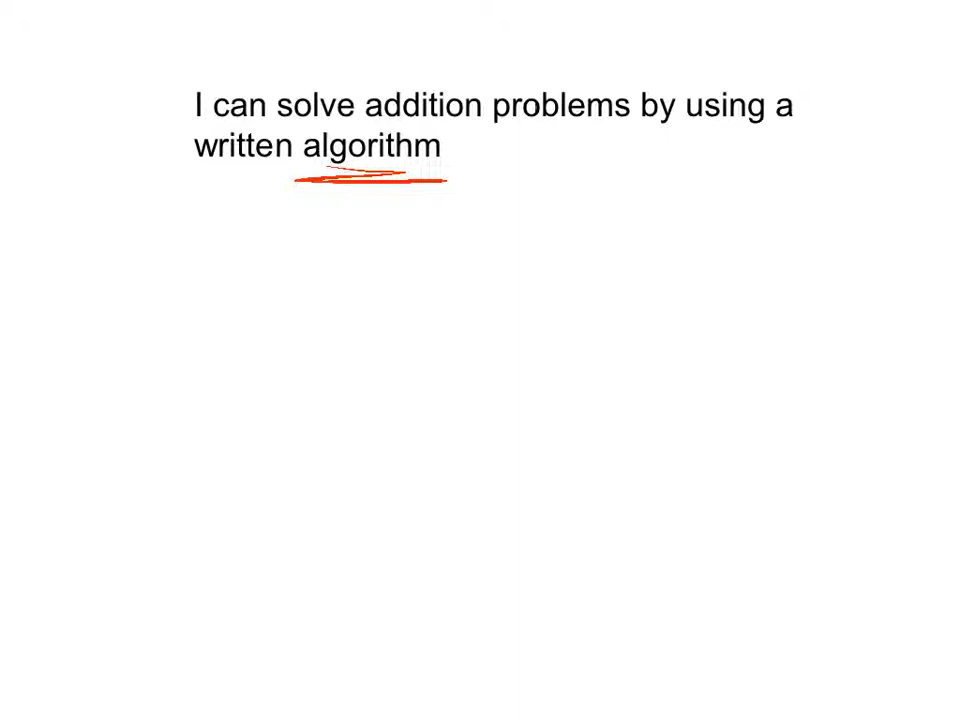 I can solve addition problems by using a
written algorithm